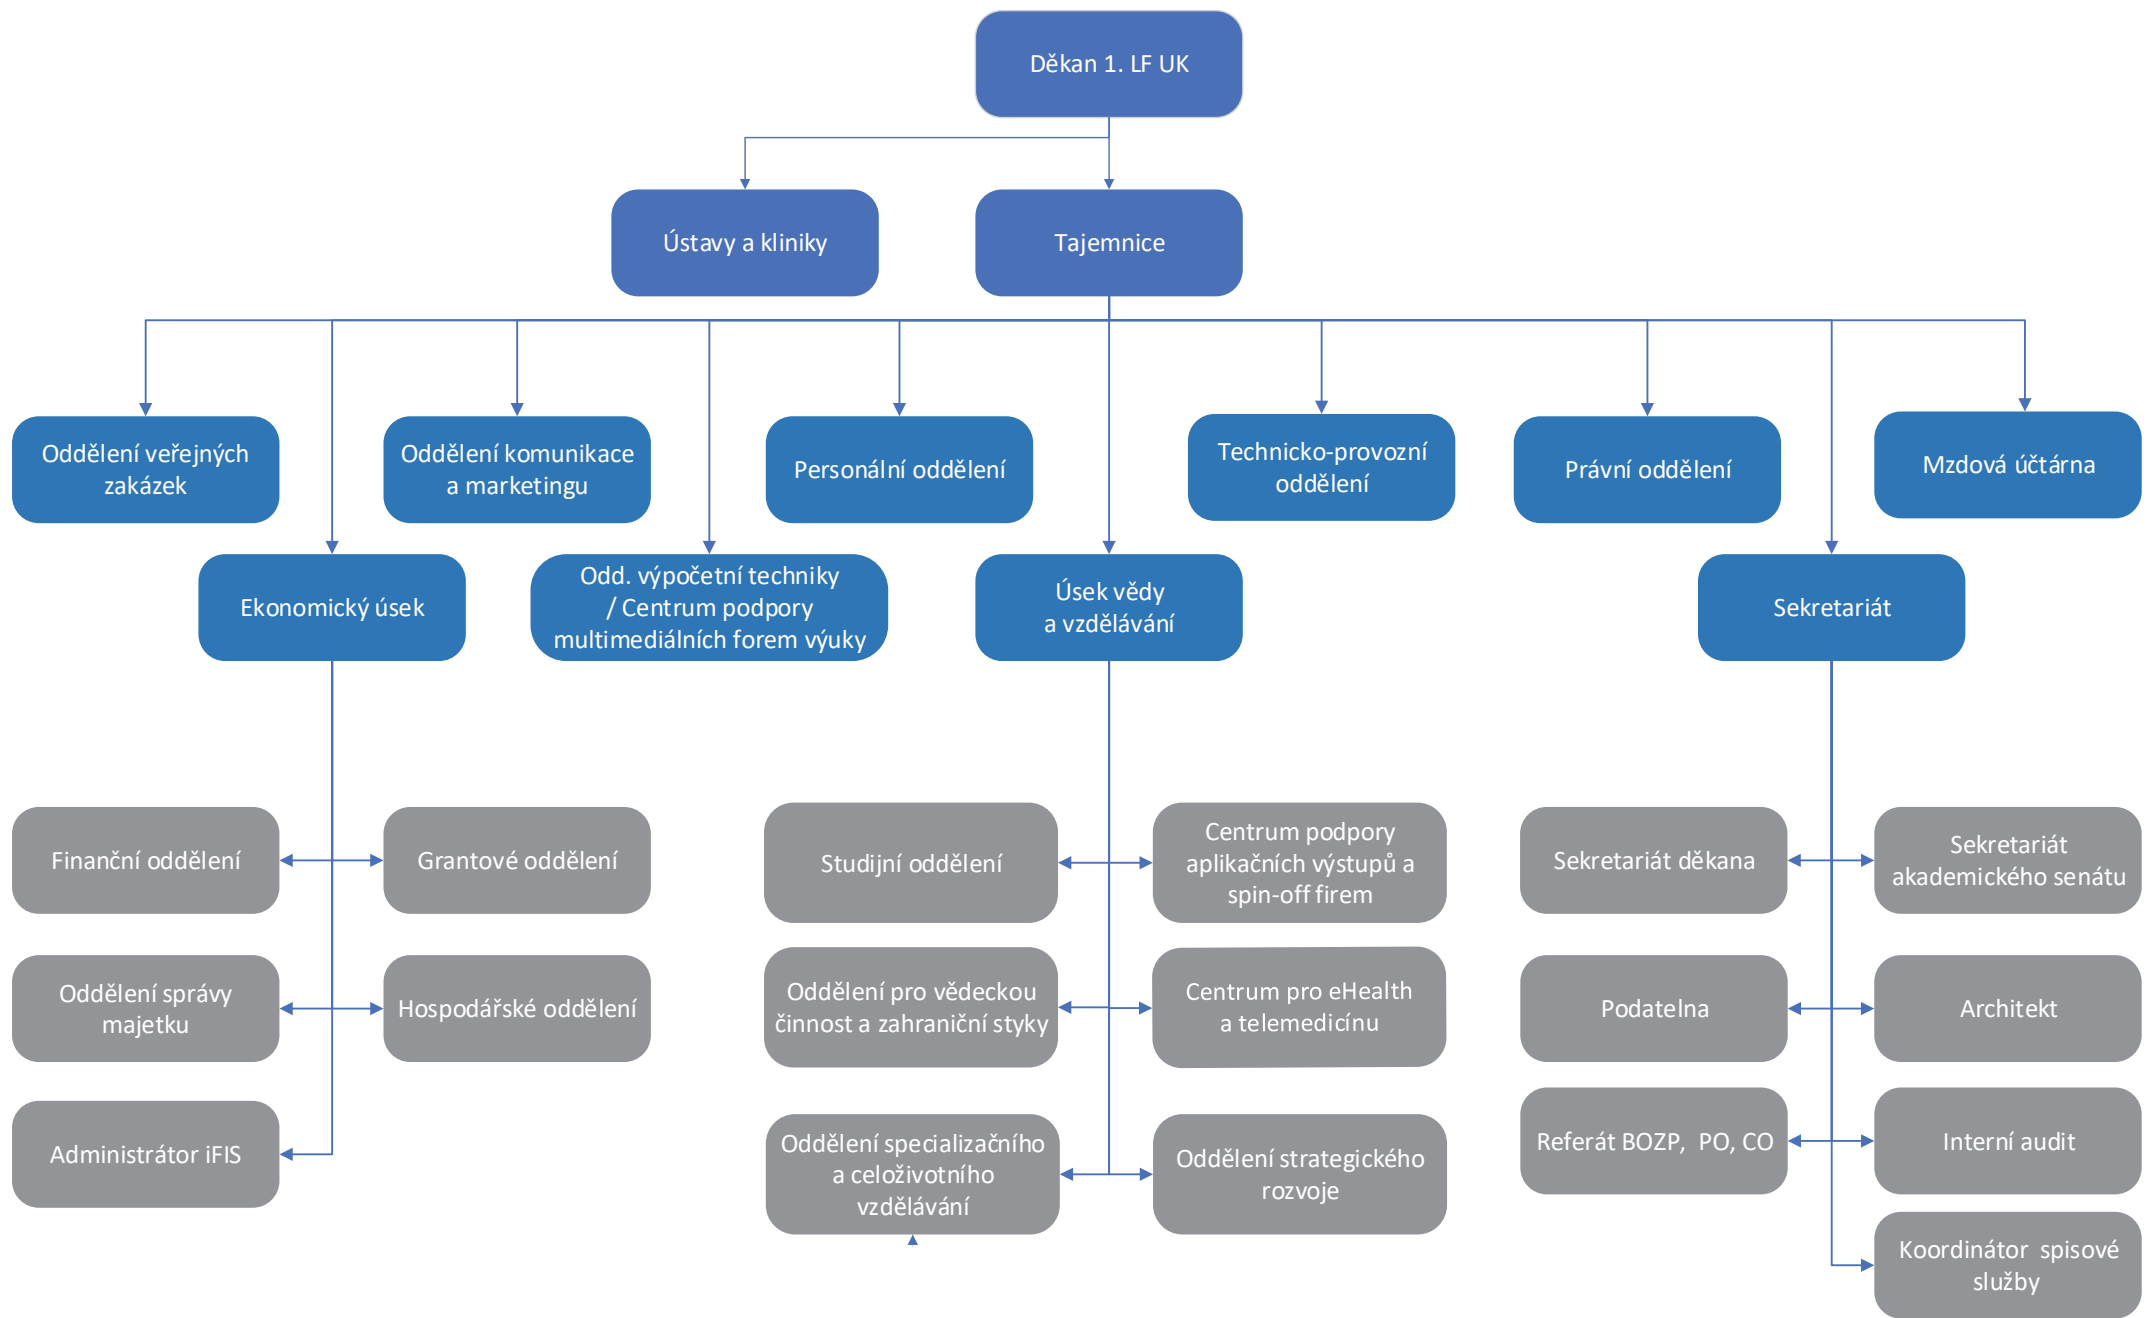 Děkan 1. LF UK
Ústavy a kliniky
Tajemnice
Oddělení veřejných
zakázek
Oddělení komunikace
a marketingu
Personální oddělení
Technicko-provozní
oddělení
Právní oddělení
Mzdová účtárna
Ekonomický úsek
Odd. výpočetní techniky
/ Centrum podpory
multimediálních forem výuky
Úsek vědy
a vzdělávání
Sekretariát
Finanční oddělení
Grantové oddělení
Studijní oddělení
Centrum podpory
aplikačních výstupů a
spin-off firem
Sekretariát děkana
Sekretariát
akademického senátu
Oddělení správy
majetku
Hospodářské oddělení
Oddělení pro vědeckou
činnost a zahraniční styky
Centrum pro eHealth
a telemedicínu
Podatelna
Architekt
Administrátor iFIS
Oddělení specializačního
a celoživotního
vzdělávání
Oddělení strategického
rozvoje
Referát BOZP,  PO, CO
Interní audit
Koordinátor  spisové
služby